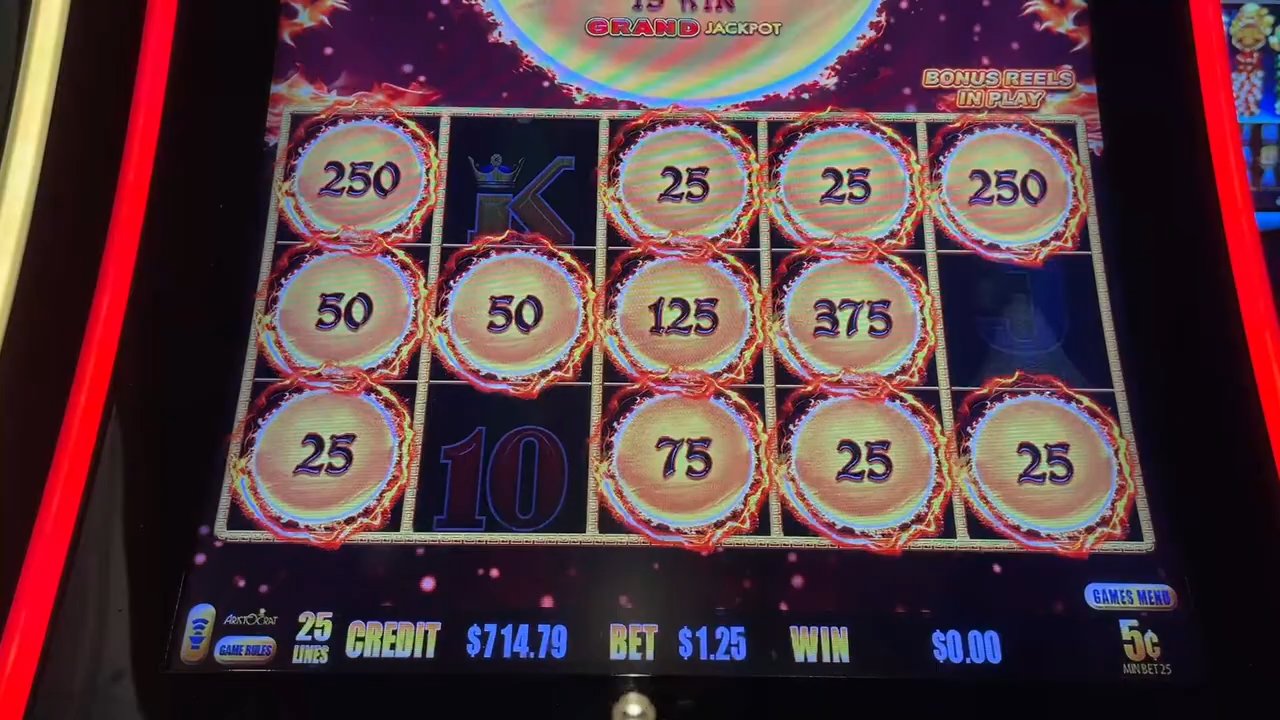 IS WIN
GRAND JACKPOT
BONUS REELS
IN PLAY
250 K 25 25 250
50 50 125 375 J
25 10 75 25 25
GAMES MENU
ARISTOCRAT
GAME RULES
25
LINES
CREDIT $714.79 BET $1.25 WIN $0.00
5¢
MIN BET 25